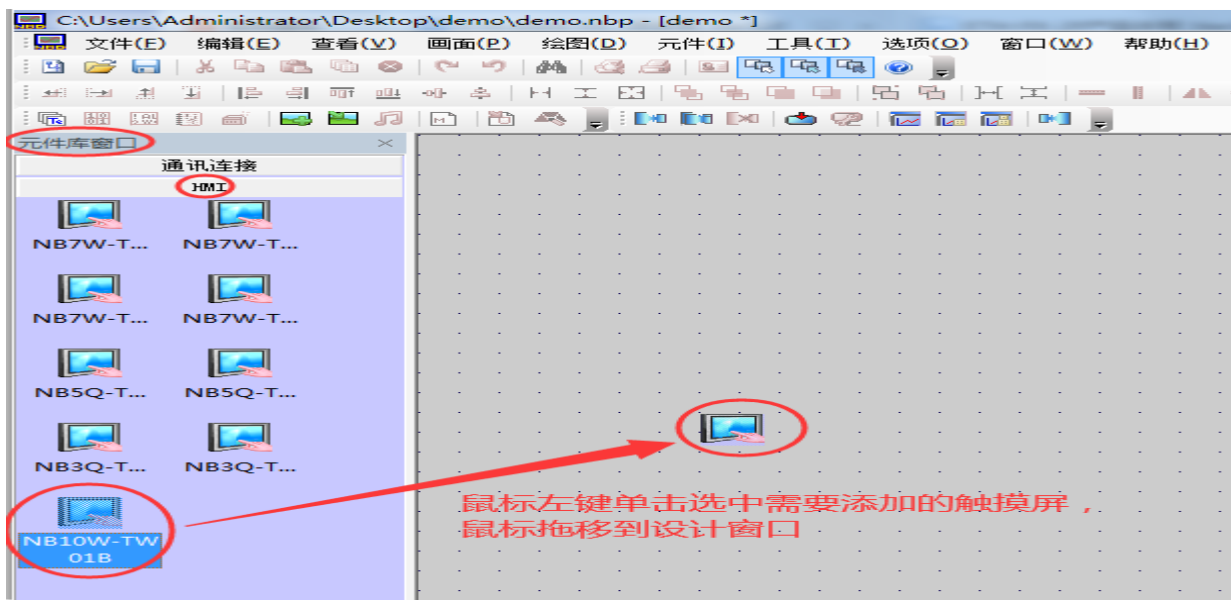 C:\Users\Administrator\Desktop\demo\demo.nbp - [demo *]
文件(F) 编辑(E) 查看(V) 画面(P) 绘图(D) 元件(I) 工具(T) 选项(O) 窗口(W) 帮助(H)
元件库窗口
通讯连接
HMI
NB7W-T... NB7W-T...
NB7W-T... NB7W-T...
NB5Q-T... NB5Q-T...
NB3Q-T... NB3Q-T...
NB10W-TW
01B
鼠标左键单击选中需要添加的触摸屏，
鼠标拖移到设计窗口